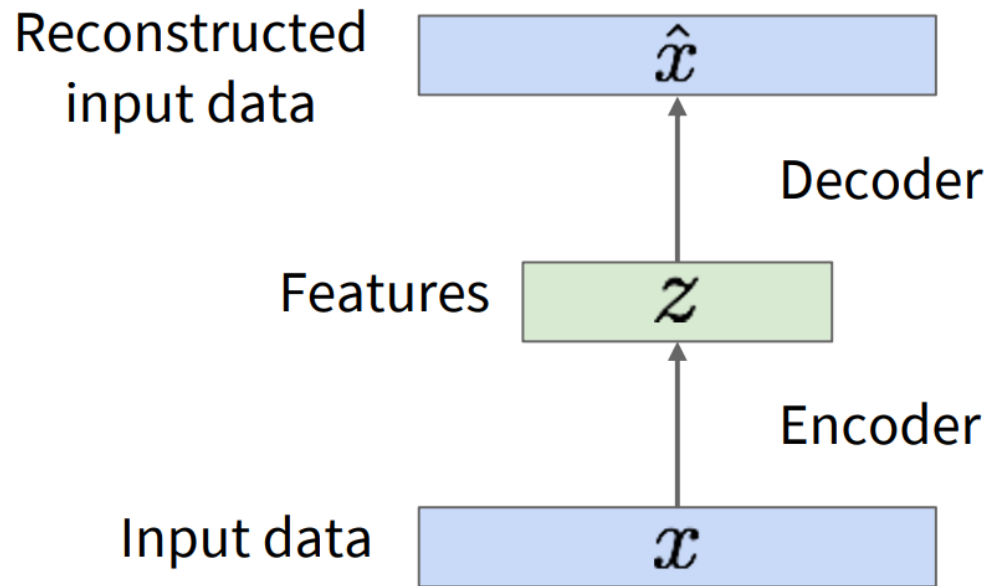 Reconstructed
input data
x̂
Decoder
Features
z
Encoder
Input data
x